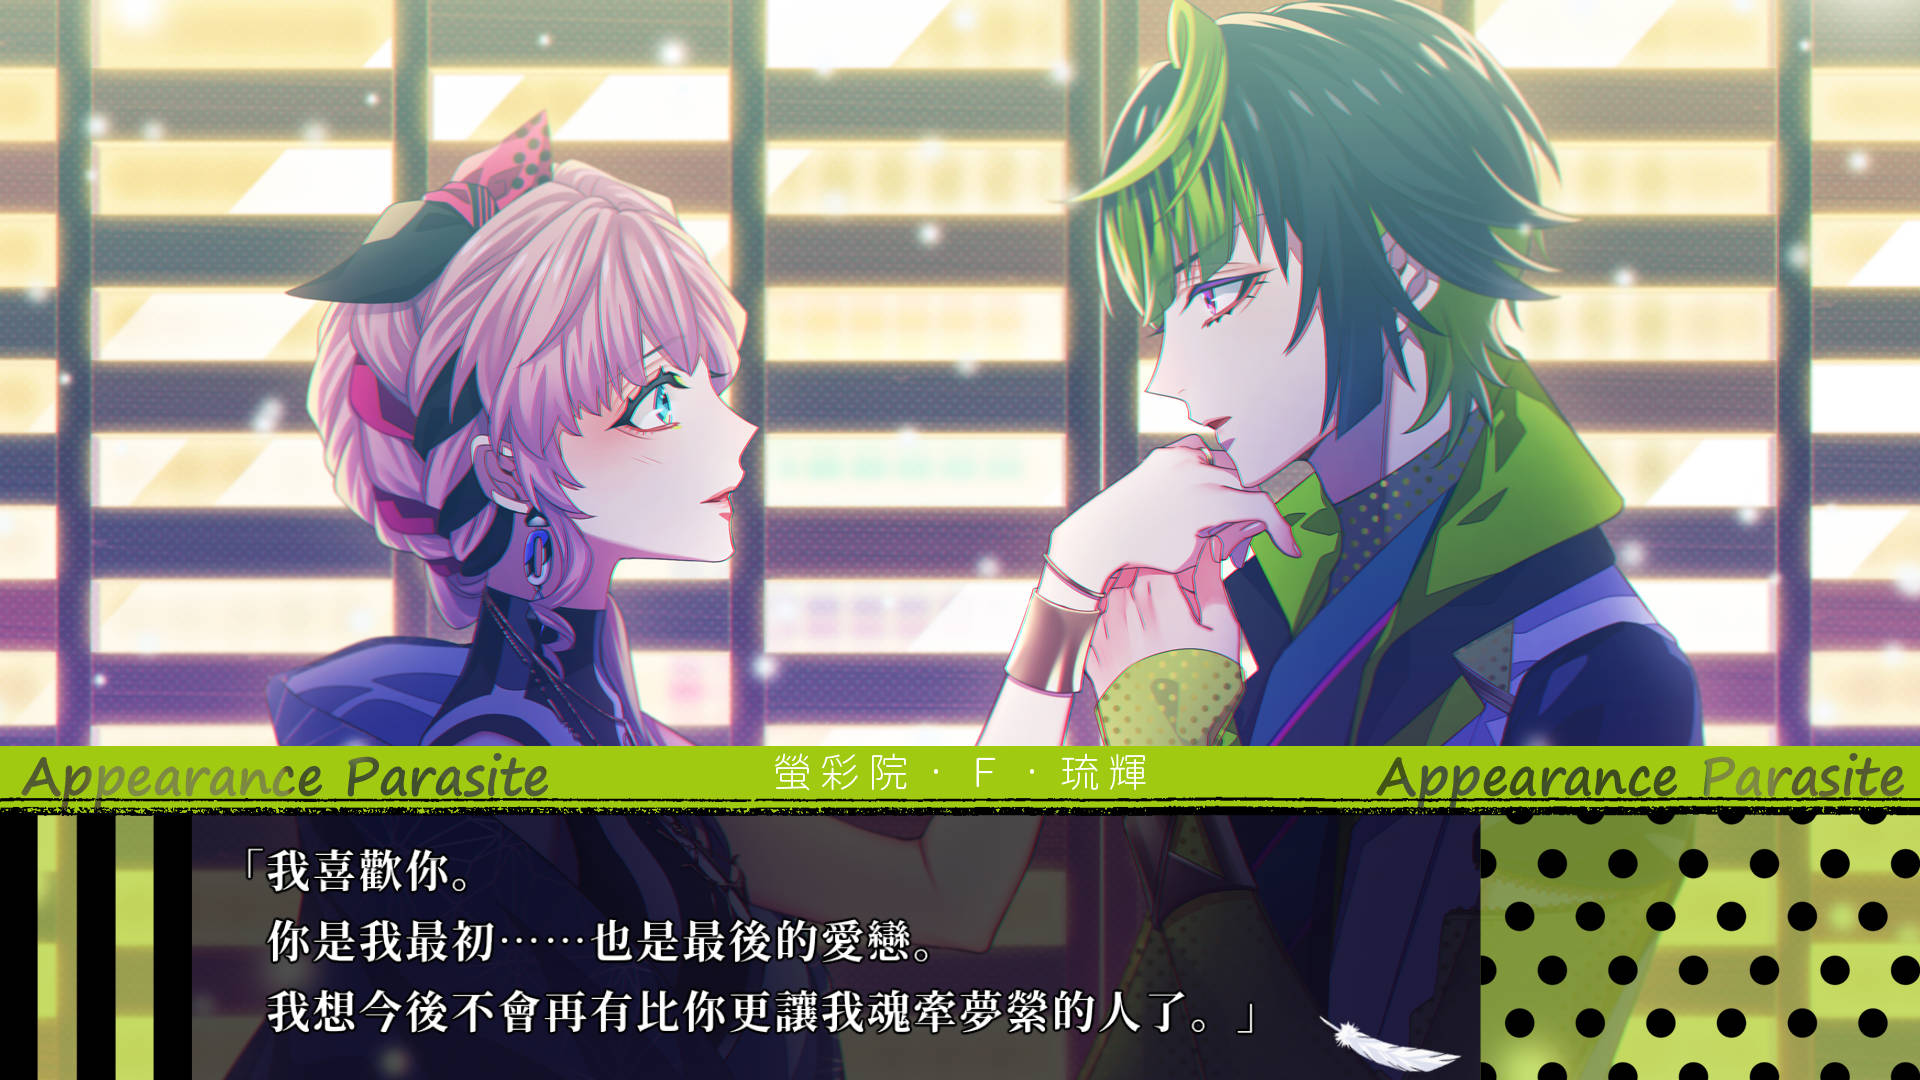 Appearance Parasite
螢彩院·F·琉輝
Appearance Parasite
「我喜歡你。
你是我最初……也是最後的愛戀。
我想今後不會再有比你更讓我魂牽夢縈的人了。」